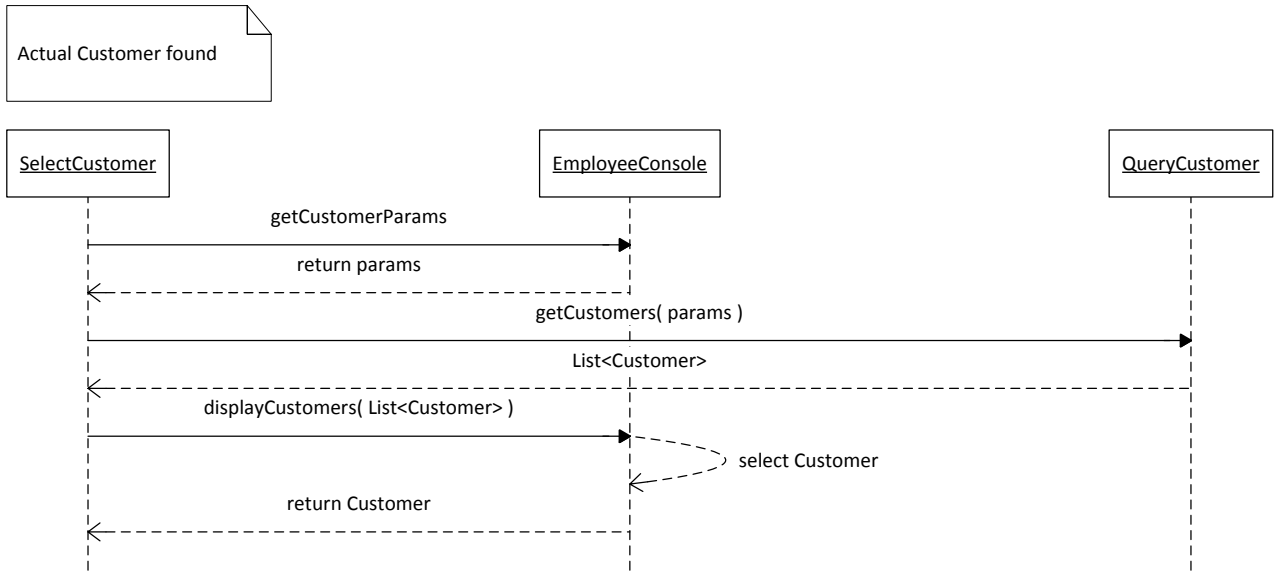 Actual Customer found
SelectCustomer
EmployeeConsole
QueryCustomer
getCustomerParams
return params
getCustomers( params )
List<Customer>
displayCustomers( List<Customer> )
select Customer
return Customer